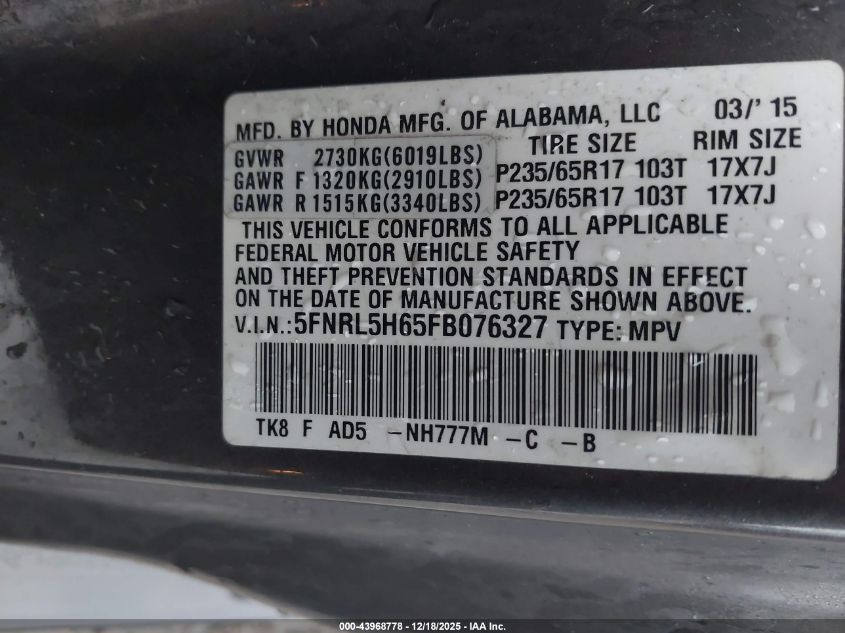 MFD. BY HONDA MFG. OF ALABAMA, LLC 03/' 15
TIRE SIZE RIM SIZE
GVWR 2730KG(6019LBS)
GAWR F 1320KG(2910LBS) P235/65R17 103T 17X7J
GAWR R 1515KG(3340LBS) P235/65R17 103T 17X7J
THIS VEHICLE CONFORMS TO ALL APPLICABLE
FEDERAL MOTOR VEHICLE SAFETY
AND THEFT PREVENTION STANDARDS IN EFFECT
ON THE DATE OF MANUFACTURE SHOWN ABOVE.
V.I.N.:5FNRL5H65FB076327 TYPE: MPV
TK8 F AD5 -NH777M -C -B
000-43968778 - 12/18/2025 - IAA Inc.